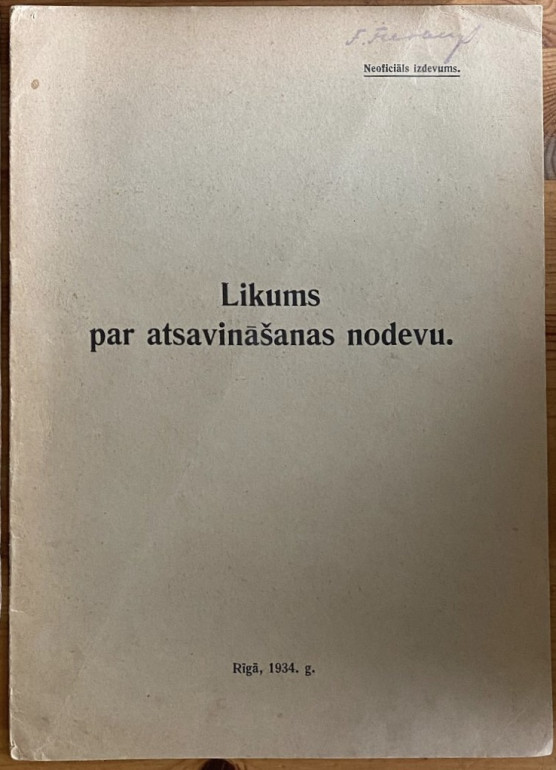 Neoficiāls izdevums.
Likums
par atsavināšanas nodevu.
Rīgā, 1934. g.